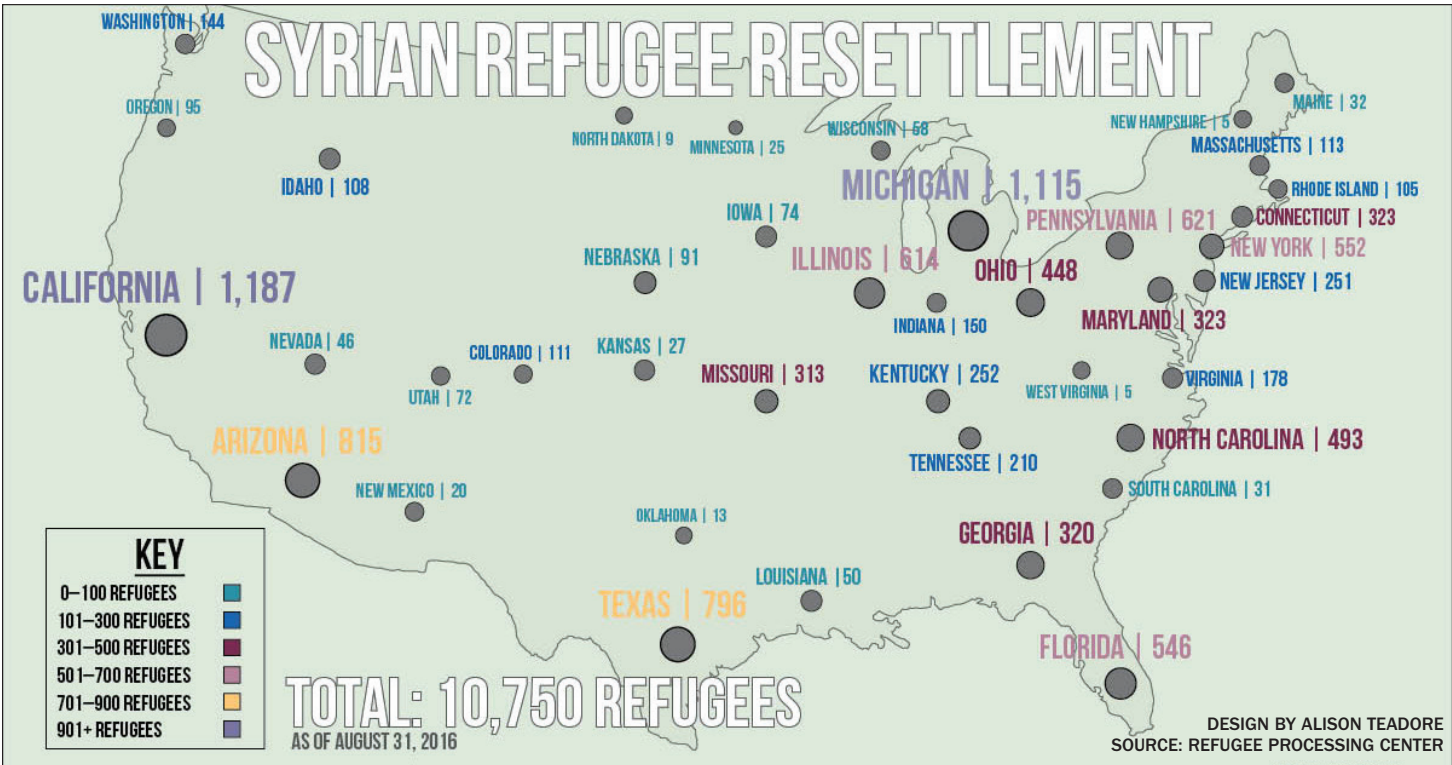 SYRIAN REFUGEE RESETTLEMENT
WASHINGTON | 144
OREGON | 95
IDAHO | 108
NORTH DAKOTA | 9
MINNESOTA | 25
WISCONSIN | 58
MAINE | 32
NEW HAMPSHIRE | 5
MASSACHUSETTS | 113
RHODE ISLAND | 105
CONNECTICUT | 323
MICHIGAN | 1,115
PENNSYLVANIA | 621
NEW YORK | 552
IOWA | 74
NEBRASKA | 91
ILLINOIS | 614
OHIO | 448
NEW JERSEY | 251
CALIFORNIA | 1,187
INDIANA | 150
MARYLAND | 323
NEVADA | 46
COLORADO | 111
KANSAS | 27
UTAH | 72
MISSOURI | 313
KENTUCKY | 252
WEST VIRGINIA | 5
VIRGINIA | 178
ARIZONA | 815
NORTH CAROLINA | 493
TENNESSEE | 210
NEW MEXICO | 20
SOUTH CAROLINA | 31
OKLAHOMA | 13
GEORGIA | 320
LOUISIANA |50
TEXAS | 796
FLORIDA | 546
KEY
0–100 REFUGEES
101–300 REFUGEES
301–500 REFUGEES
501–700 REFUGEES
701–900 REFUGEES
901+ REFUGEES
TOTAL: 10,750 REFUGEES
AS OF AUGUST 31, 2016
DESIGN BY ALISON TEADORE
SOURCE: REFUGEE PROCESSING CENTER